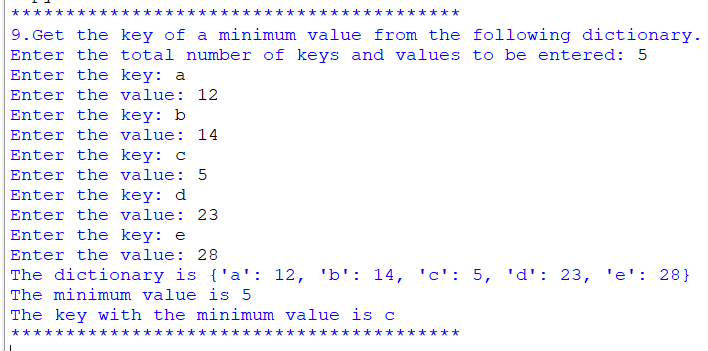 *****************************************
9.Get the key of a minimum value from the following dictionary.
Enter the total number of keys and values to be entered: 5
Enter the key: a
Enter the value: 12
Enter the key: b
Enter the value: 14
Enter the key: c
Enter the value: 5
Enter the key: d
Enter the value: 23
Enter the key: e
Enter the value: 28
The dictionary is {'a': 12, 'b': 14, 'c': 5, 'd': 23, 'e': 28}
The minimum value is 5
The key with the minimum value is c
*****************************************